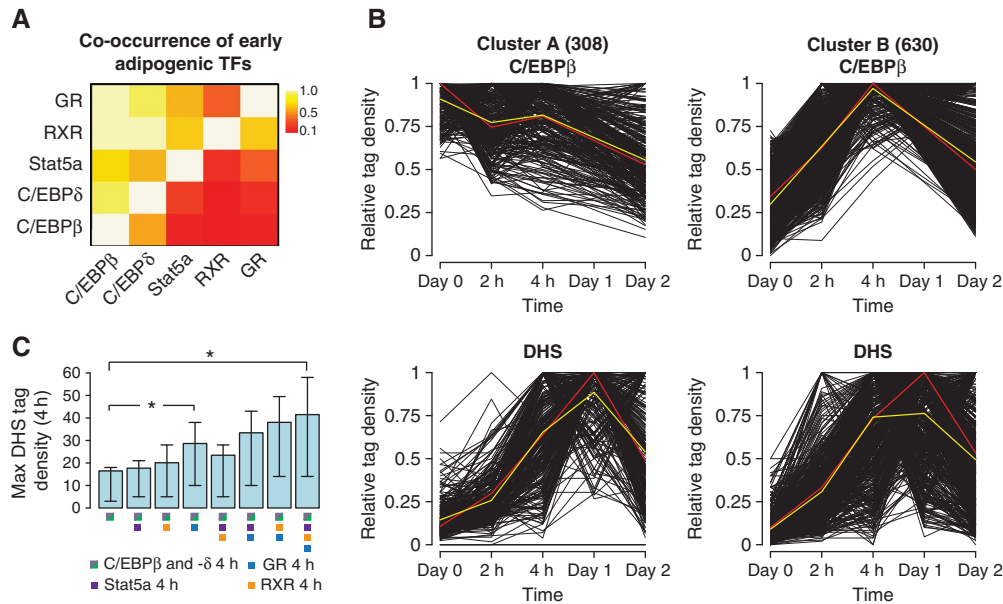 A
Co-occurrence of early
adipogenic TFs
GR
RXR
Stat5a
C/EBPδ
C/EBPβ
C/EBPβ
C/EBPδ
Stat5a
RXR
GR
1.0
0.5
0.1
B
Cluster A (308)
C/EBPβ
Relative tag density
1
0.75
0.5
0.25
0
Day 0 2 h 4 h Day 1 Day 2
Time
Cluster B (630)
C/EBPβ
Relative tag density
1
0.75
0.5
0.25
0
Day 0 2 h 4 h Day 1 Day 2
Time
C
Max DHS tag
density (4 h)
60
50
40
30
20
10
0
*
*
C/EBPβ and -δ 4 h
Stat5a 4 h
GR 4 h
RXR 4 h
DHS
Relative tag density
1
0.75
0.5
0.25
0
Day 0 2 h 4 h Day 1 Day 2
Time
DHS
Relative tag density
1
0.75
0.5
0.25
0
Day 0 2 h 4 h Day 1 Day 2
Time